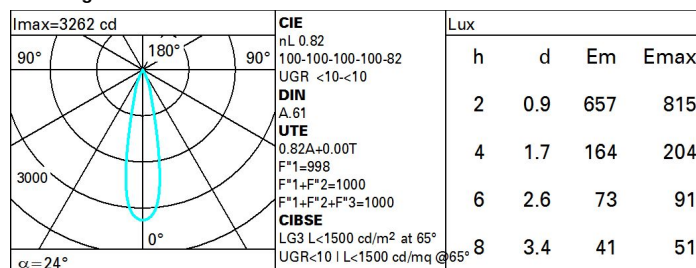 Imax=3262 cd
90° 180° 90°
3000
0°
α=24°
CIE
nL 0.82
100-100-100-100-82
UGR <10-<10
DIN
A.61
UTE
0.82A+0.00T
F"1=998
F"1+F"2=1000
F"1+F"2+F"3=1000
CIBSE
LG3 L<1500 cd/m² at 65°
UGR<10 | L<1500 cd/mq @65°
Lux
h d Em Emax
2 0.9 657 815
4 1.7 164 204
6 2.6 73 91
8 3.4 41 51